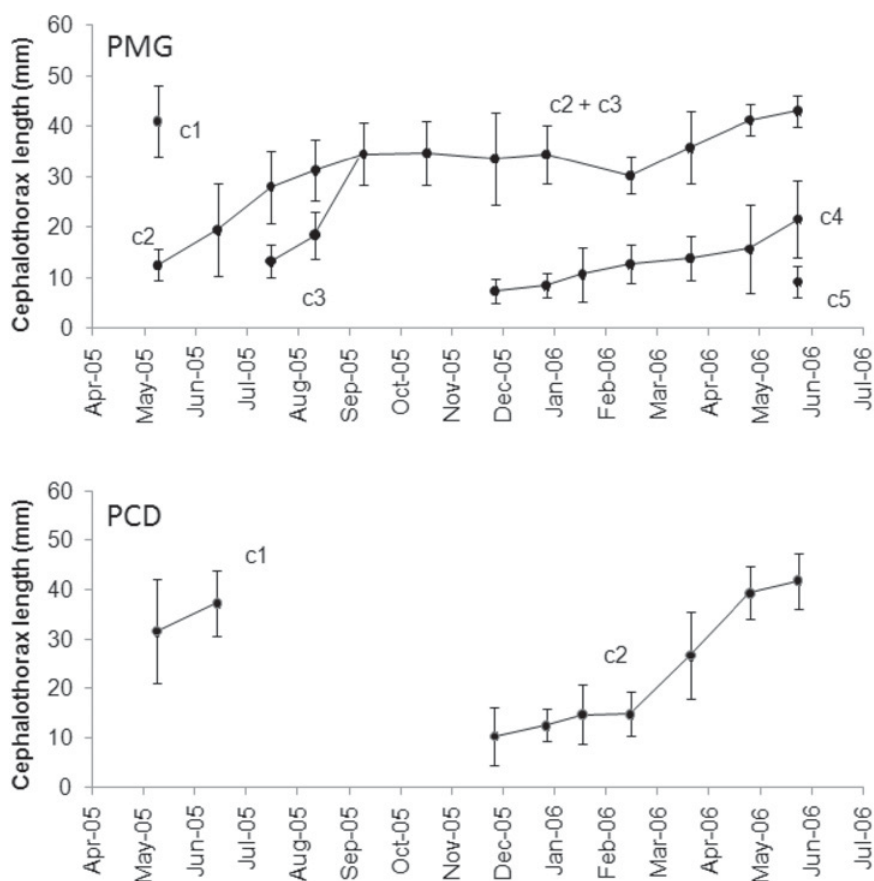 PMG
Cephalothorax length (mm)
60
50
40
30
20
10
0
c1
c2
c3
c2 + c3
c4
c5
Apr-05 May-05 Jun-05 Jul-05 Aug-05 Sep-05 Oct-05 Nov-05 Dec-05 Jan-06 Feb-06 Mar-06 Apr-06 May-06 Jun-06 Jul-06
PCD
Cephalothorax length (mm)
60
50
40
30
20
10
0
c1
c2
Apr-05 May-05 Jun-05 Jul-05 Aug-05 Sep-05 Oct-05 Nov-05 Dec-05 Jan-06 Feb-06 Mar-06 Apr-06 May-06 Jun-06 Jul-06